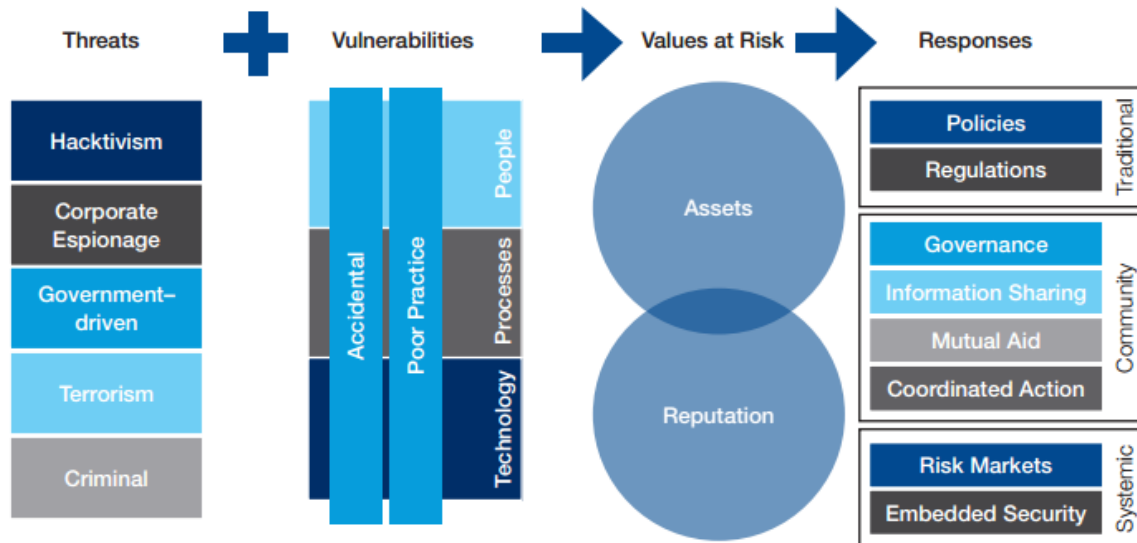 Threats
Vulnerabilities
Values at Risk
Responses
Hacktivism
Corporate
Espionage
Government–
driven
Terrorism
Criminal
Accidental
Poor Practice
People
Processes
Technology
Assets
Reputation
Policies
Regulations
Traditional
Governance
Information Sharing
Mutual Aid
Coordinated Action
Community
Risk Markets
Embedded Security
Systemic